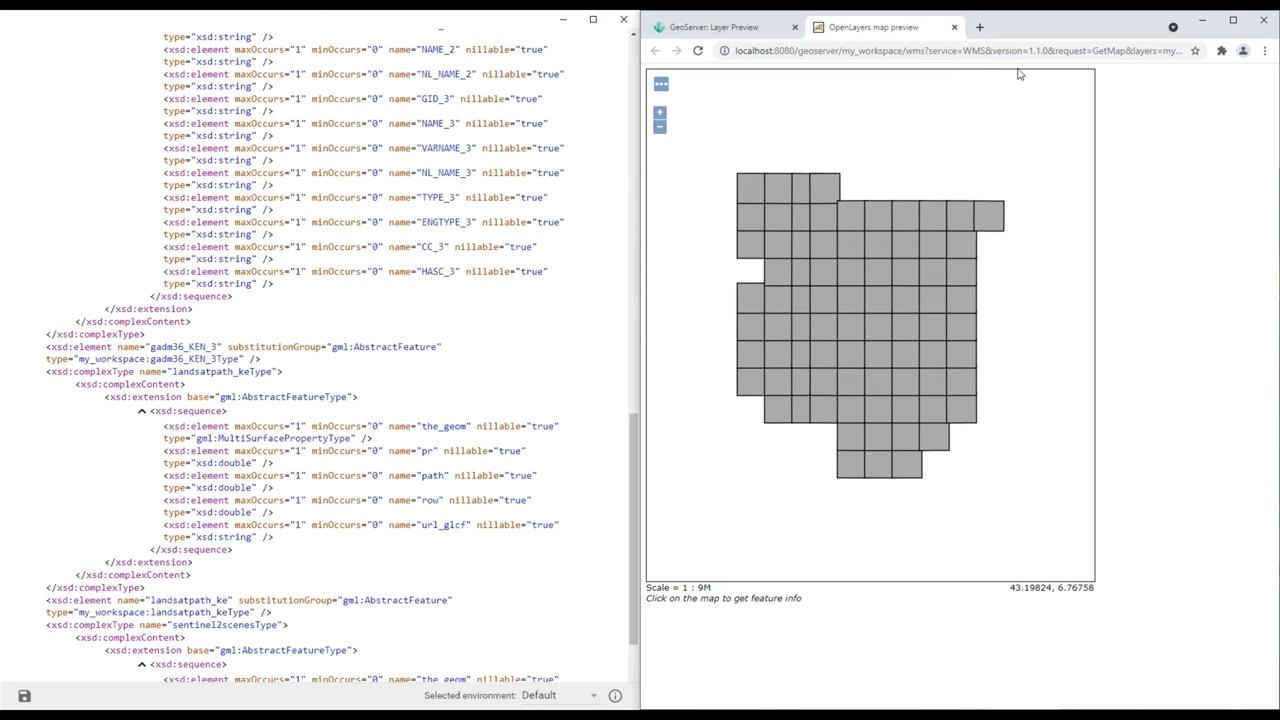 type="xsd:string" />
<xsd:element maxOccurs="1" minOccurs="0" name="NAME_2" nillable="true"
type="xsd:string" />
<xsd:element maxOccurs="1" minOccurs="0" name="NL_NAME_2" nillable="true"
type="xsd:string" />
<xsd:element maxOccurs="1" minOccurs="0" name="GID_3" nillable="true"
type="xsd:string" />
<xsd:element maxOccurs="1" minOccurs="0" name="NAME_3" nillable="true"
type="xsd:string" />
<xsd:element maxOccurs="1" minOccurs="0" name="VARNAME_3" nillable="true"
type="xsd:string" />
<xsd:element maxOccurs="1" minOccurs="0" name="NL_NAME_3" nillable="true"
type="xsd:string" />
<xsd:element maxOccurs="1" minOccurs="0" name="TYPE_3" nillable="true"
type="xsd:string" />
<xsd:element maxOccurs="1" minOccurs="0" name="ENGTYPE_3" nillable="true"
type="xsd:string" />
<xsd:element maxOccurs="1" minOccurs="0" name="CC_3" nillable="true"
type="xsd:string" />
<xsd:element maxOccurs="1" minOccurs="0" name="HASC_3" nillable="true"
type="xsd:string" />
</xsd:sequence>
</xsd:extension>
</xsd:complexContent>
</xsd:complexType>
<xsd:element name="gadm36_KEN_3" substitutionGroup="gml:AbstractFeature"
type="my_workspace:gadm36_KEN_3Type" />
<xsd:complexType name="landsatpath_keType">
<xsd:complexContent>
<xsd:extension base="gml:AbstractFeatureType">
<xsd:sequence>
<xsd:element maxOccurs="1" minOccurs="0" name="the_geom" nillable="true"
type="gml:MultiSurfacePropertyType" />
<xsd:element maxOccurs="1" minOccurs="0" name="pr" nillable="true"
type="xsd:double" />
<xsd:element maxOccurs="1" minOccurs="0" name="path" nillable="true"
type="xsd:double" />
<xsd:element maxOccurs="1" minOccurs="0" name="row" nillable="true"
type="xsd:double" />
<xsd:element maxOccurs="1" minOccurs="0" name="url_glcf" nillable="true"
type="xsd:string" />
</xsd:sequence>
</xsd:extension>
</xsd:complexContent>
</xsd:complexType>
<xsd:element name="landsatpath_ke" substitutionGroup="gml:AbstractFeature"
type="my_workspace:landsatpath_keType" />
<xsd:complexType name="sentinel2scenesType">
<xsd:complexContent>
<xsd:extension base="gml:AbstractFeatureType">
<xsd:sequence>
<xsd:element maxOccurs="1" minOccurs="0" name="the_geom" nillable="true"
Selected environment: Default
GeoServer: Layer Preview
OpenLayers map preview
localhost:8080/geoserver/my_workspace/wms?service=WMS&version=1.1.0&request=GetMap&layers=my...
Scale = 1 : 9M
43.19824, 6.76758
Click on the map to get feature info